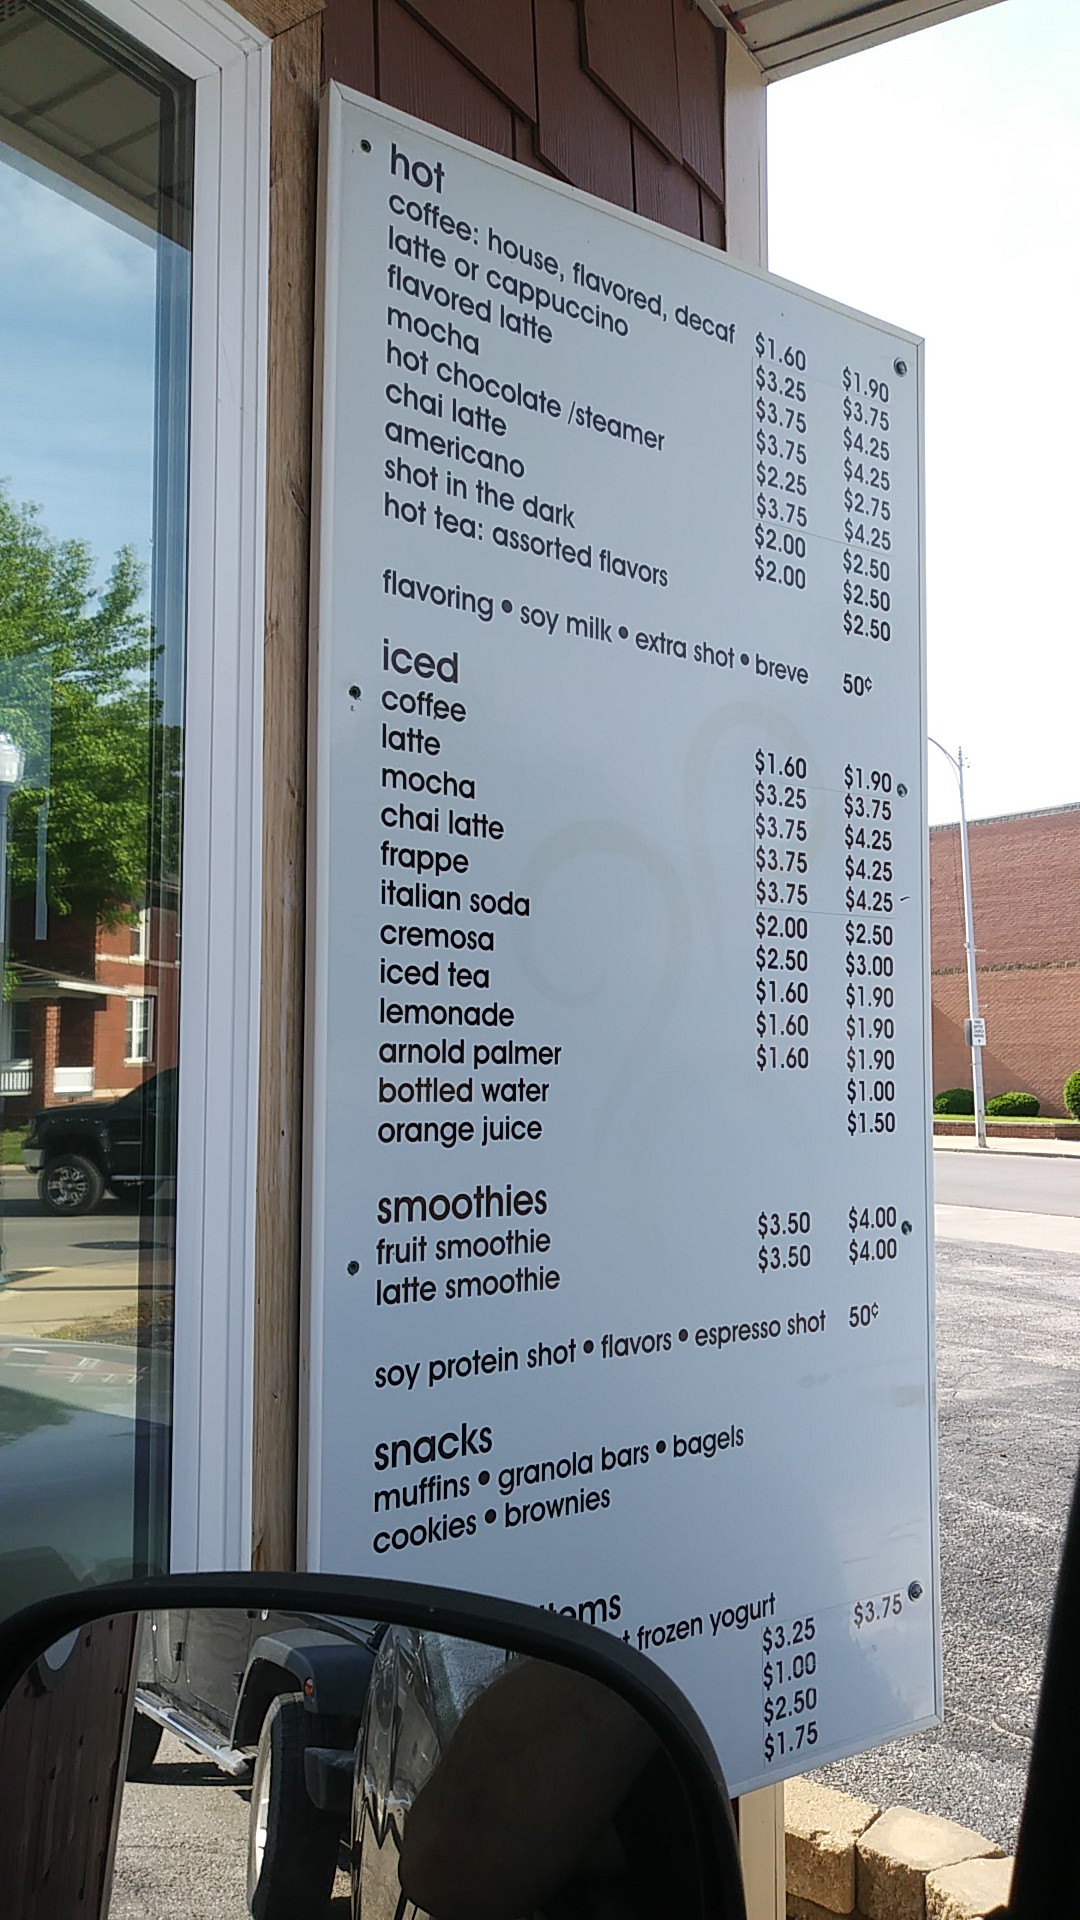 hot
coffee: house, flavored, decaf $1.60 $1.90
latte or cappuccino $3.25 $3.75
flavored latte $3.75 $4.25
mocha $3.75 $4.25
hot chocolate /steamer $2.25 $2.75
chai latte $3.75 $4.25
americano $2.00 $2.50
shot in the dark $2.00 $2.50
hot tea: assorted flavors $2.50
flavoring • soy milk • extra shot • breve 50¢
iced
coffee $1.60 $1.90
latte $3.25 $3.75
mocha $3.75 $4.25
chai latte $3.75 $4.25
frappe $3.75 $4.25
italian soda $2.00 $2.50
cremosa $2.50 $3.00
iced tea $1.60 $1.90
lemonade $1.60 $1.90
arnold palmer $1.60 $1.90
bottled water $1.00
orange juice $1.50
smoothies
fruit smoothie $3.50 $4.00
latte smoothie $3.50 $4.00
soy protein shot • flavors • espresso shot 50¢
snacks
muffins • granola bars • bagels
cookies • brownies
frozen yogurt $3.25 $3.75
$1.00
$2.50
$1.75